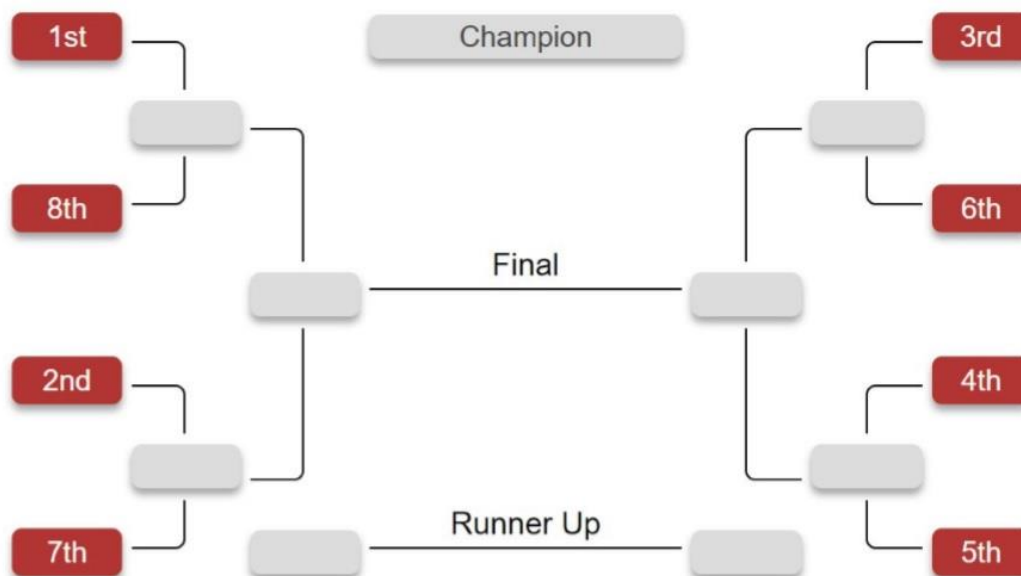 1st
Champion
3rd
8th
6th
Final
2nd
4th
Runner Up
7th
5th